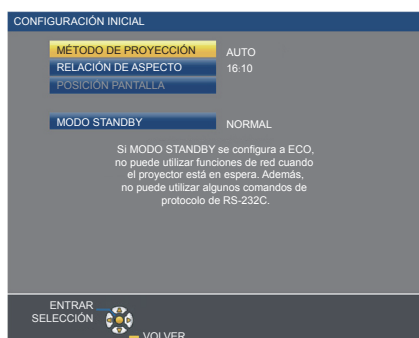 CONFIGURACIÓN INICIAL
MÉTODO DE PROYECCIÓN AUTO
RELACIÓN DE ASPECTO 16:10
POSICIÓN PANTALLA
MODO STANDBY NORMAL
Si MODO STANDBY se configura a ECO,
no puede utilizar funciones de red cuando
el proyector está en espera. Además,
no puede utilizar algunos comandos de
protocolo de RS-232C.
ENTRAR
SELECCIÓN
VOLVER